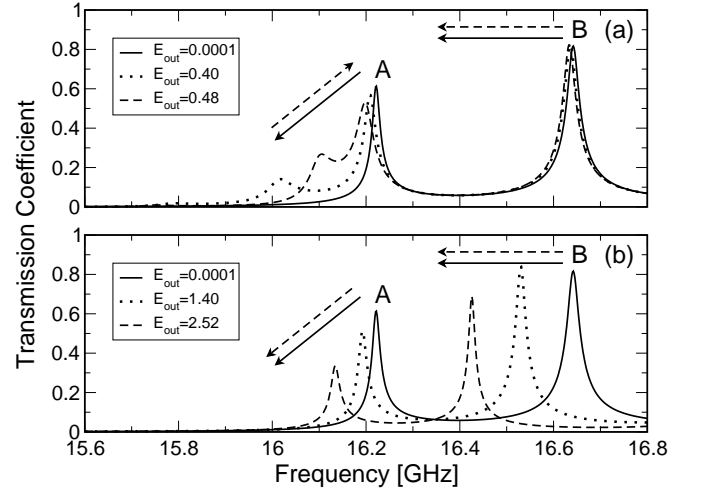 1
0.8
0.6
0.4
0.2
0
E_out=0.0001
E_out=0.40
E_out=0.48
A
B
(a)
Transmission Coefficient
1
0.8
0.6
0.4
0.2
0
E_out=0.0001
E_out=1.40
E_out=2.52
A
B
(b)
15.6 15.8 16 16.2 16.4 16.6 16.8
Frequency [GHz]